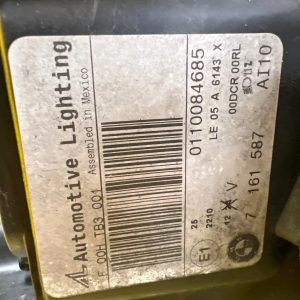 Automotive Lighting
Assembled in Mexico
F 00H TB3 001
0110084685
LE 05 A 6143 X
00DCR 00RL
AI10
25
2210
12 V
E1
7 161 587